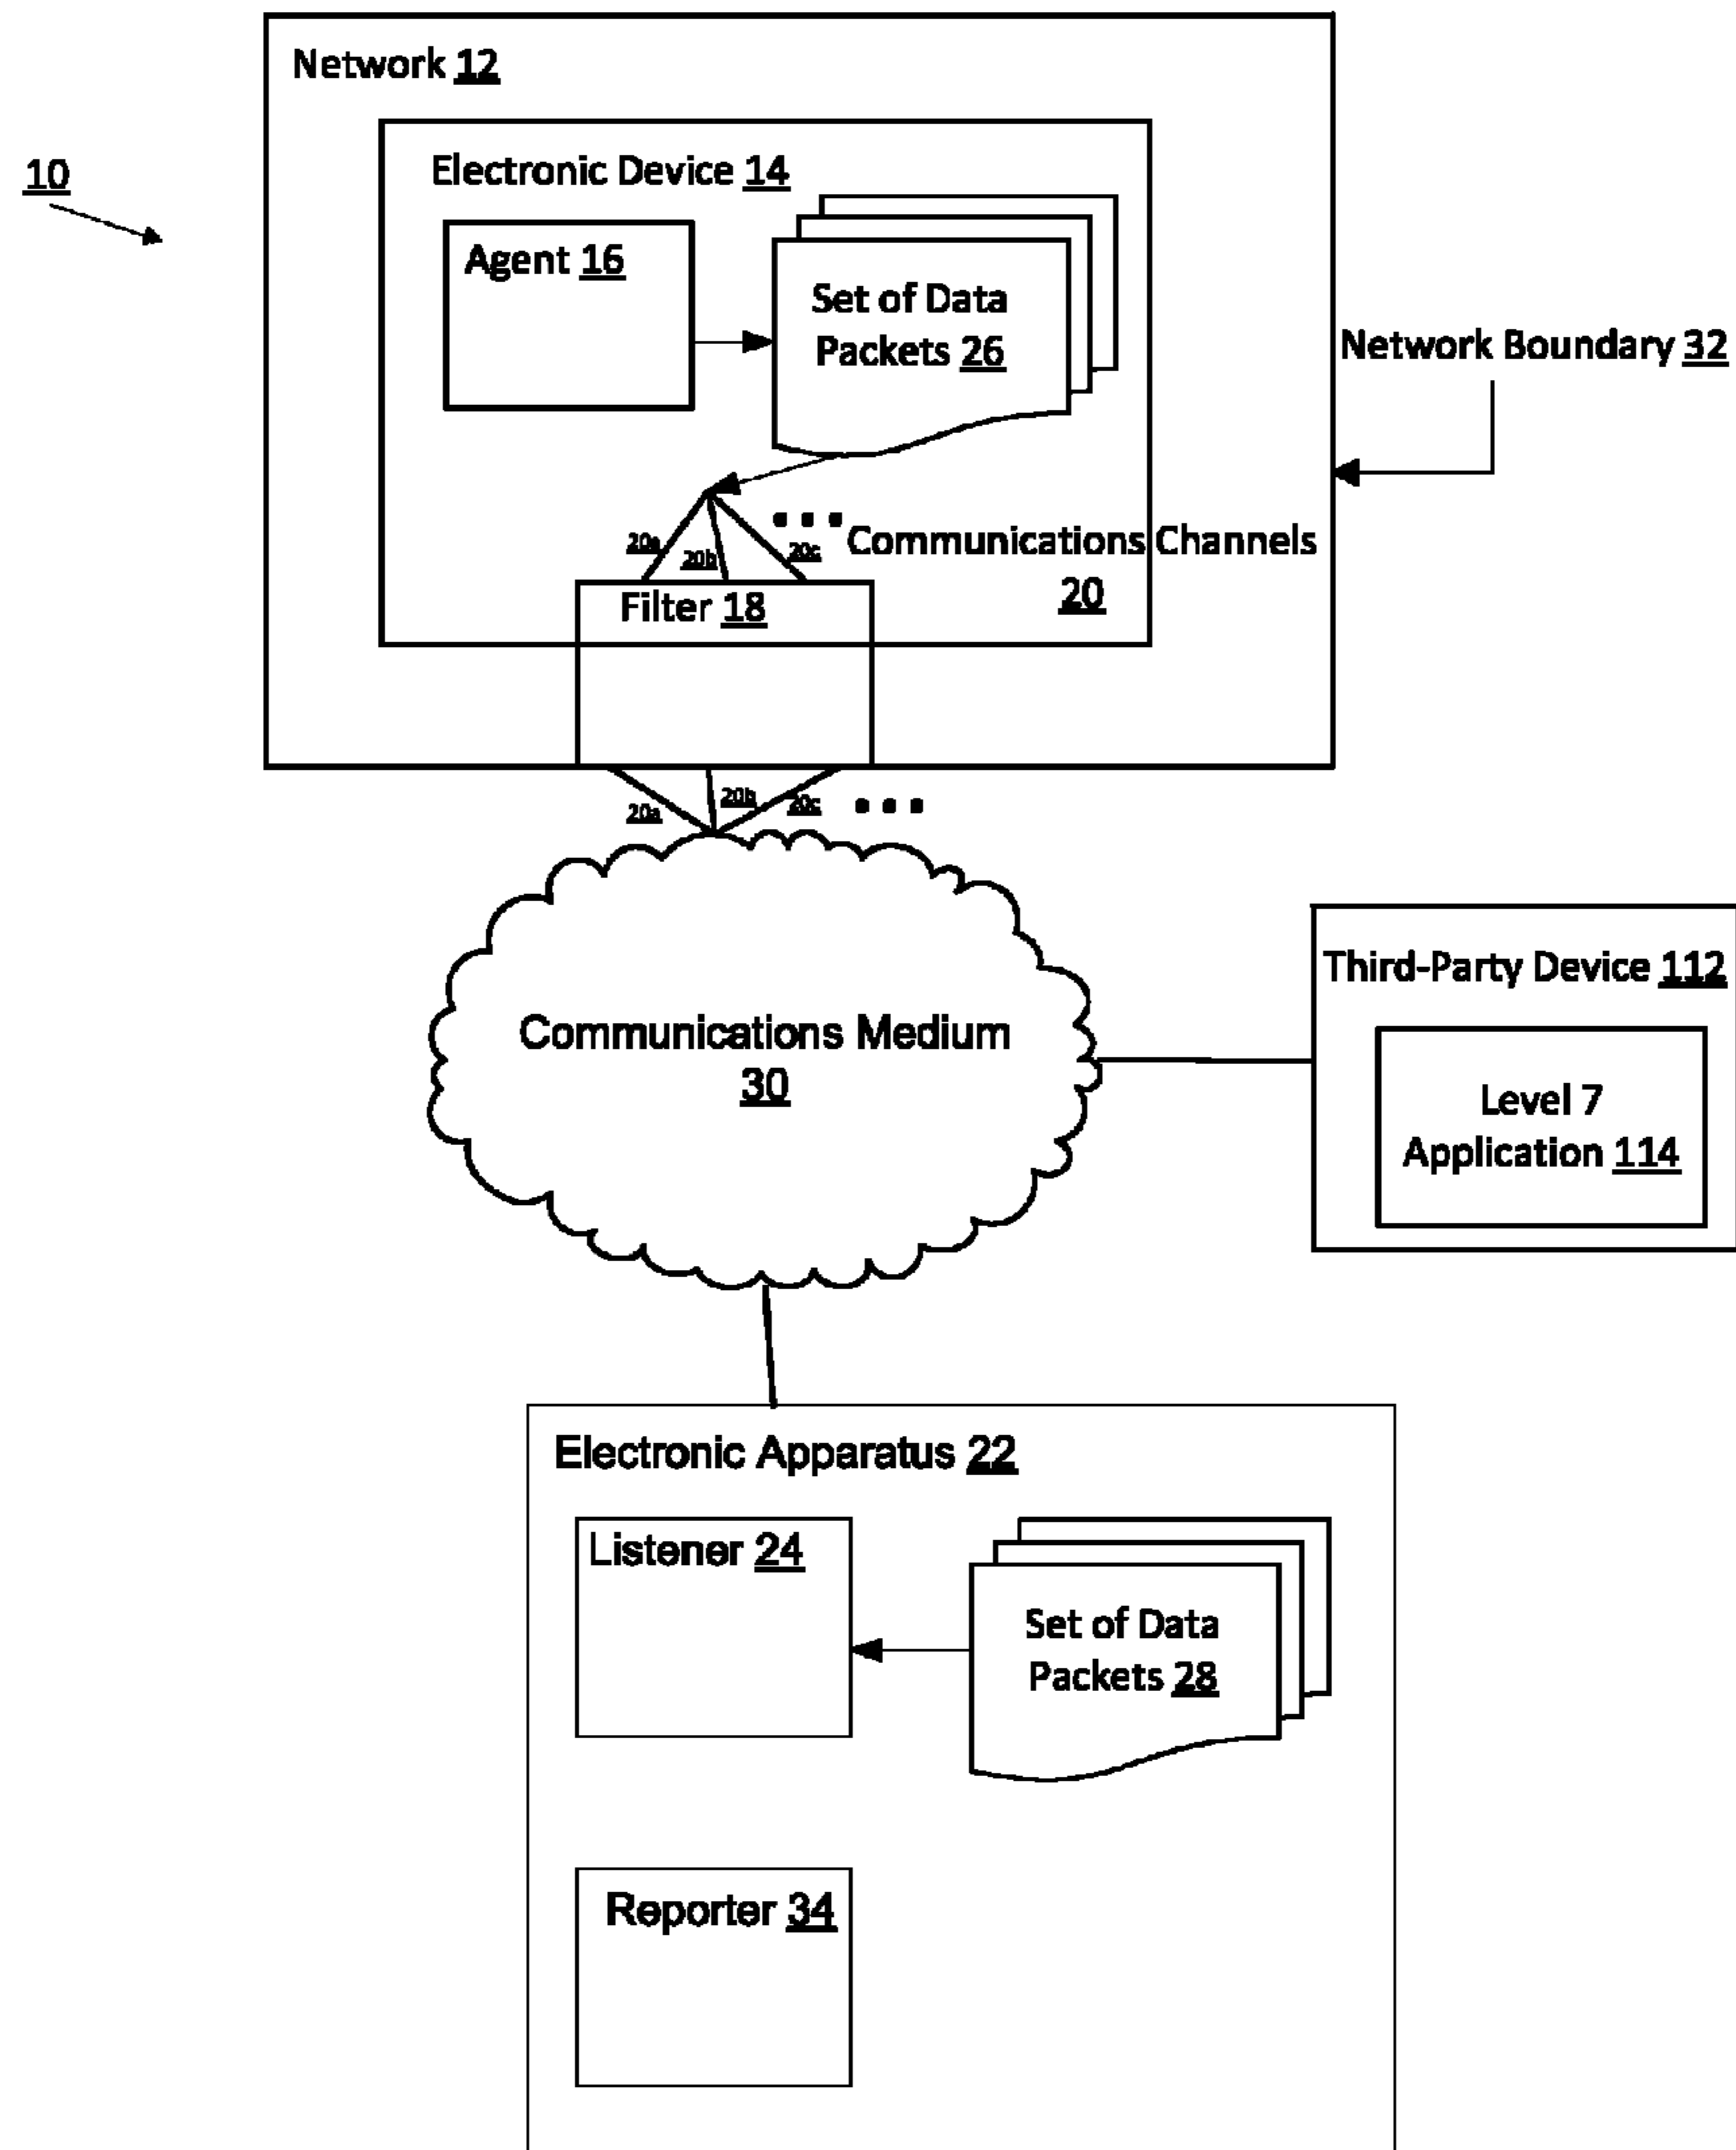 Network 12
10
Electronic Device 14
Agent 16
Set of Data
Packets 26
Network Boundary 32
20a
20b
20c
Communications Channels
20
Filter 18
20a
20b
20c
Communications Medium
30
Third-Party Device 112
Level 7
Application 114
Electronic Apparatus 22
Listener 24
Set of Data
Packets 28
Reporter 34